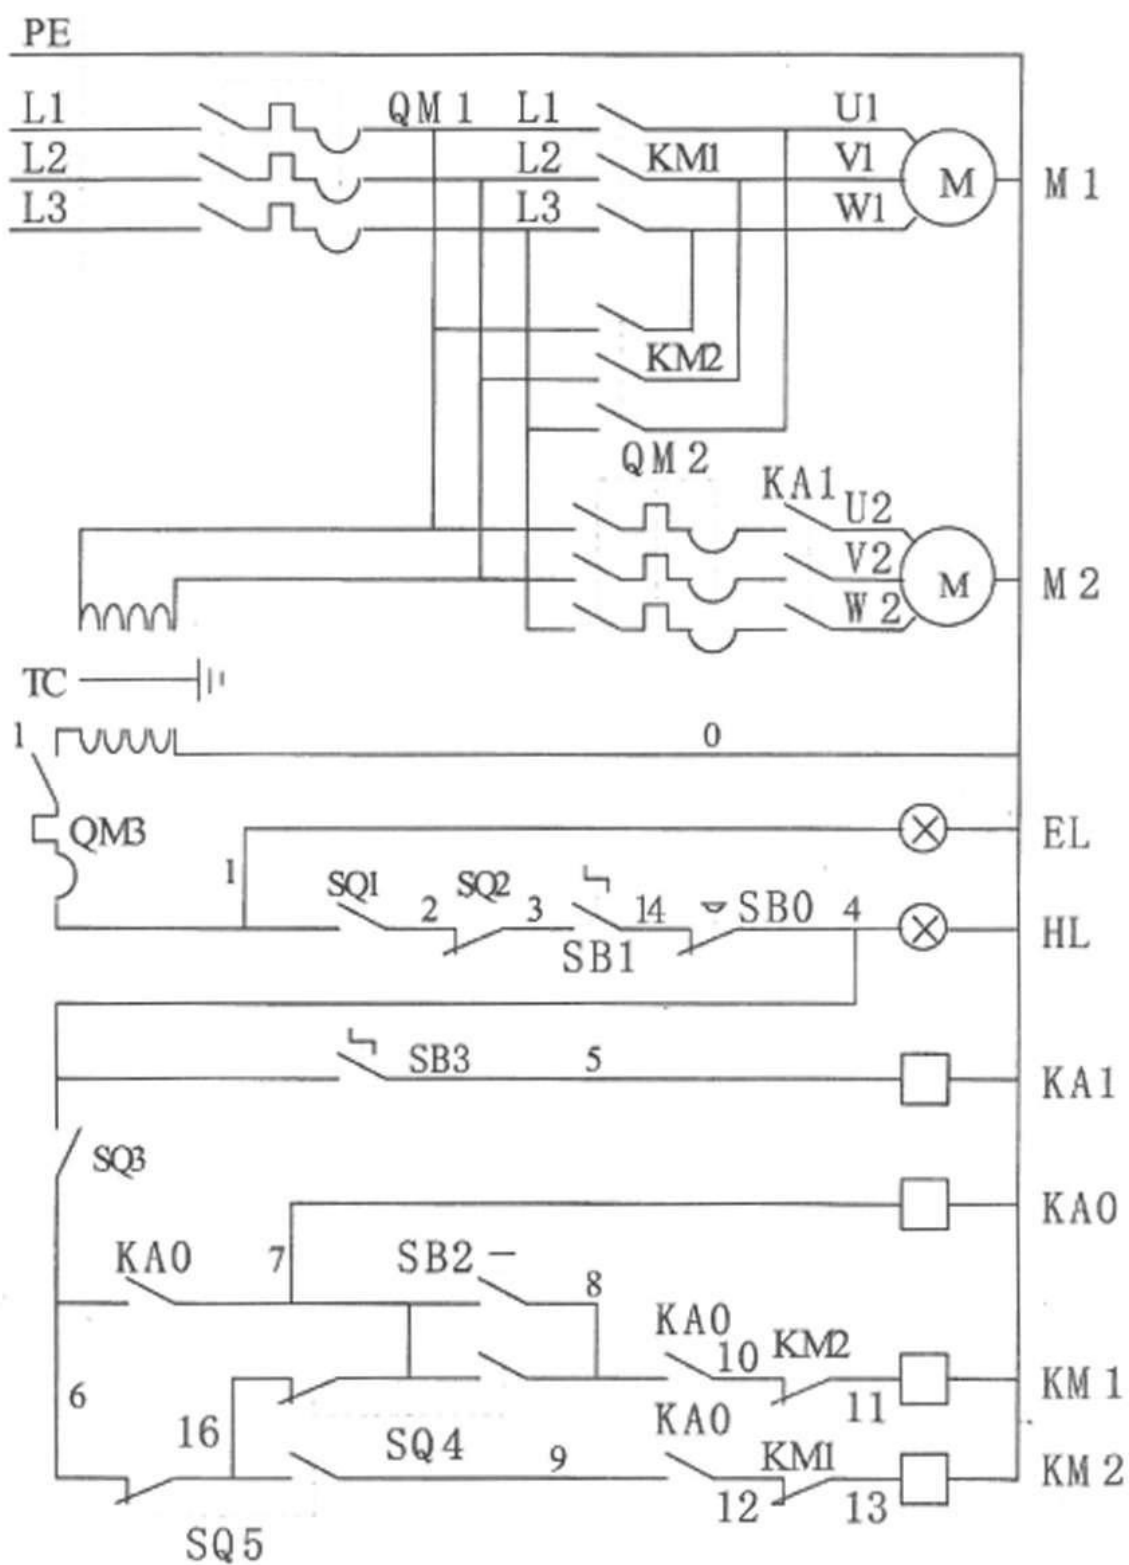 PE
L1 QM1 L1 U1
L2 L2 KM1 V1 M M1
L3 L3 W1
KM2
QM2
KA1 U2
V2 M M2
W2
TC
1 0
QM3 EL
1 SQ1 2 SQ2 3 14 SB0 4 HL
SB1
SB3 5 KA1
SQ3
KA0
KA0 7 SB2 8
KA0 10 KM2 KM1
6 11
16 SQ4 KA0
9 KM1 KM2
12 13
SQ5